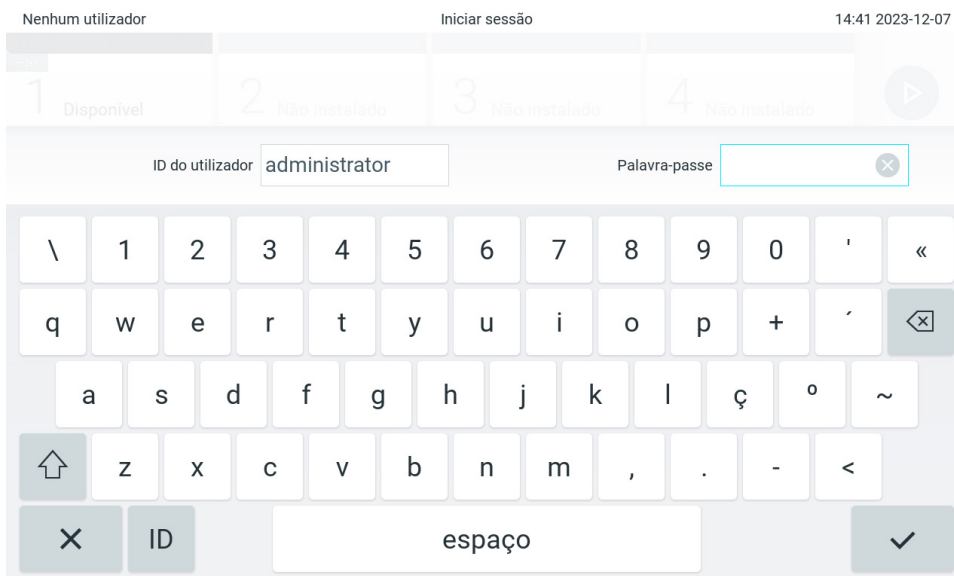 Nenhum utilizador Iniciar sessão 14:41 2023-12-07
1 Disponível 2 Não instalado 3 Não instalado 4 Não instalado
ID do utilizador administrator Palavra-passe
\ 1 2 3 4 5 6 7 8 9 0 ' «
q w e r t y u i o p + ´
a s d f g h j k l ç º ~
z x c v b n m , . - <
ID espaço